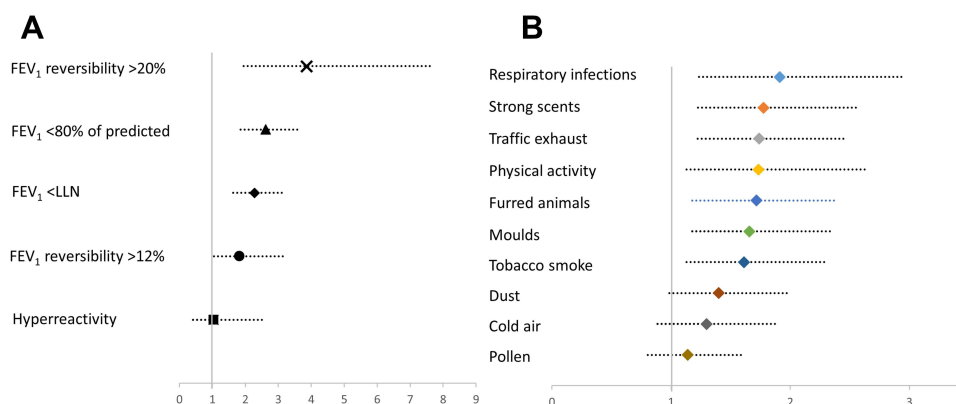 A
FEV₁ reversibility >20%
FEV₁ <80% of predicted
FEV₁ <LLN
FEV₁ reversibility >12%
Hyperreactivity
0 1 2 3 4 5 6 7 8 9
B
Respiratory infections
Strong scents
Traffic exhaust
Physical activity
Furred animals
Moulds
Tobacco smoke
Dust
Cold air
Pollen
0 1 2 3